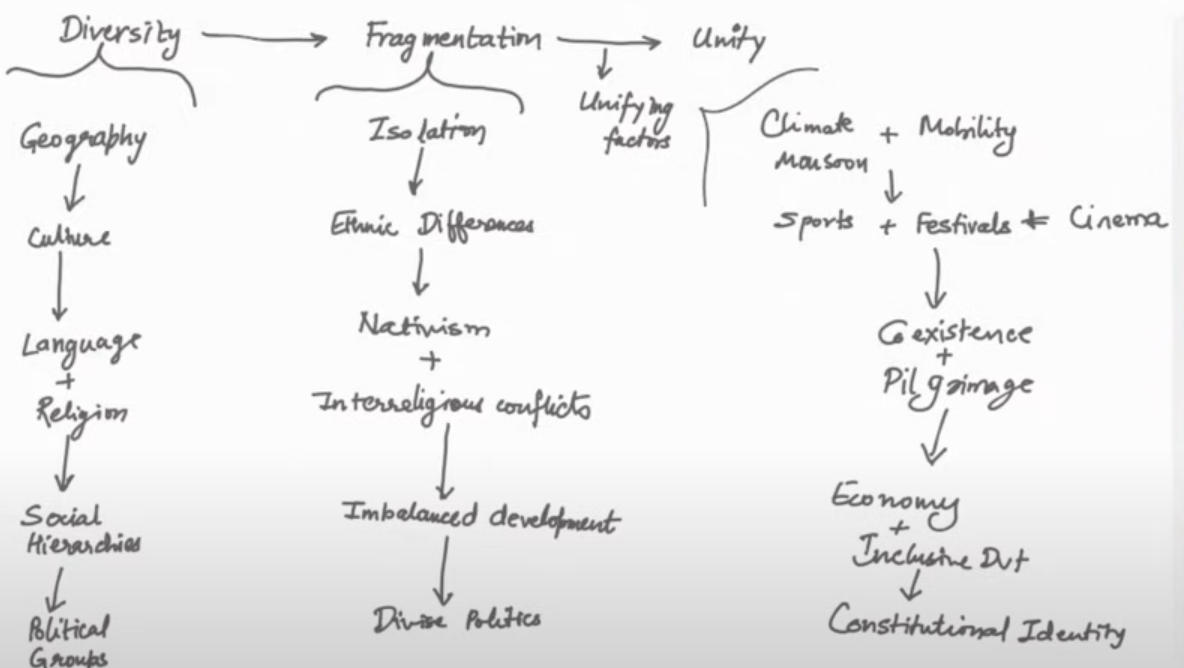 Diversity → Fragmentation → Unity
Geography
↓
Culture
↓
Language
+
Religion
↓
Social
Hierarchies
↓
Political
Groups
Isolation
↓
Ethnic Differences
↓
Nativism
+
Interreligious conflicts
↓
Imbalanced development
↓
Divise Politics
↓
Unifying
factors
Climate + Mobility
Monsoon
↓
Sports + Festivals + Cinema
↓
Coexistence
+
Pilgrimage
↓
Economy
+
Inclusive Dvt
↓
Constitutional Identity